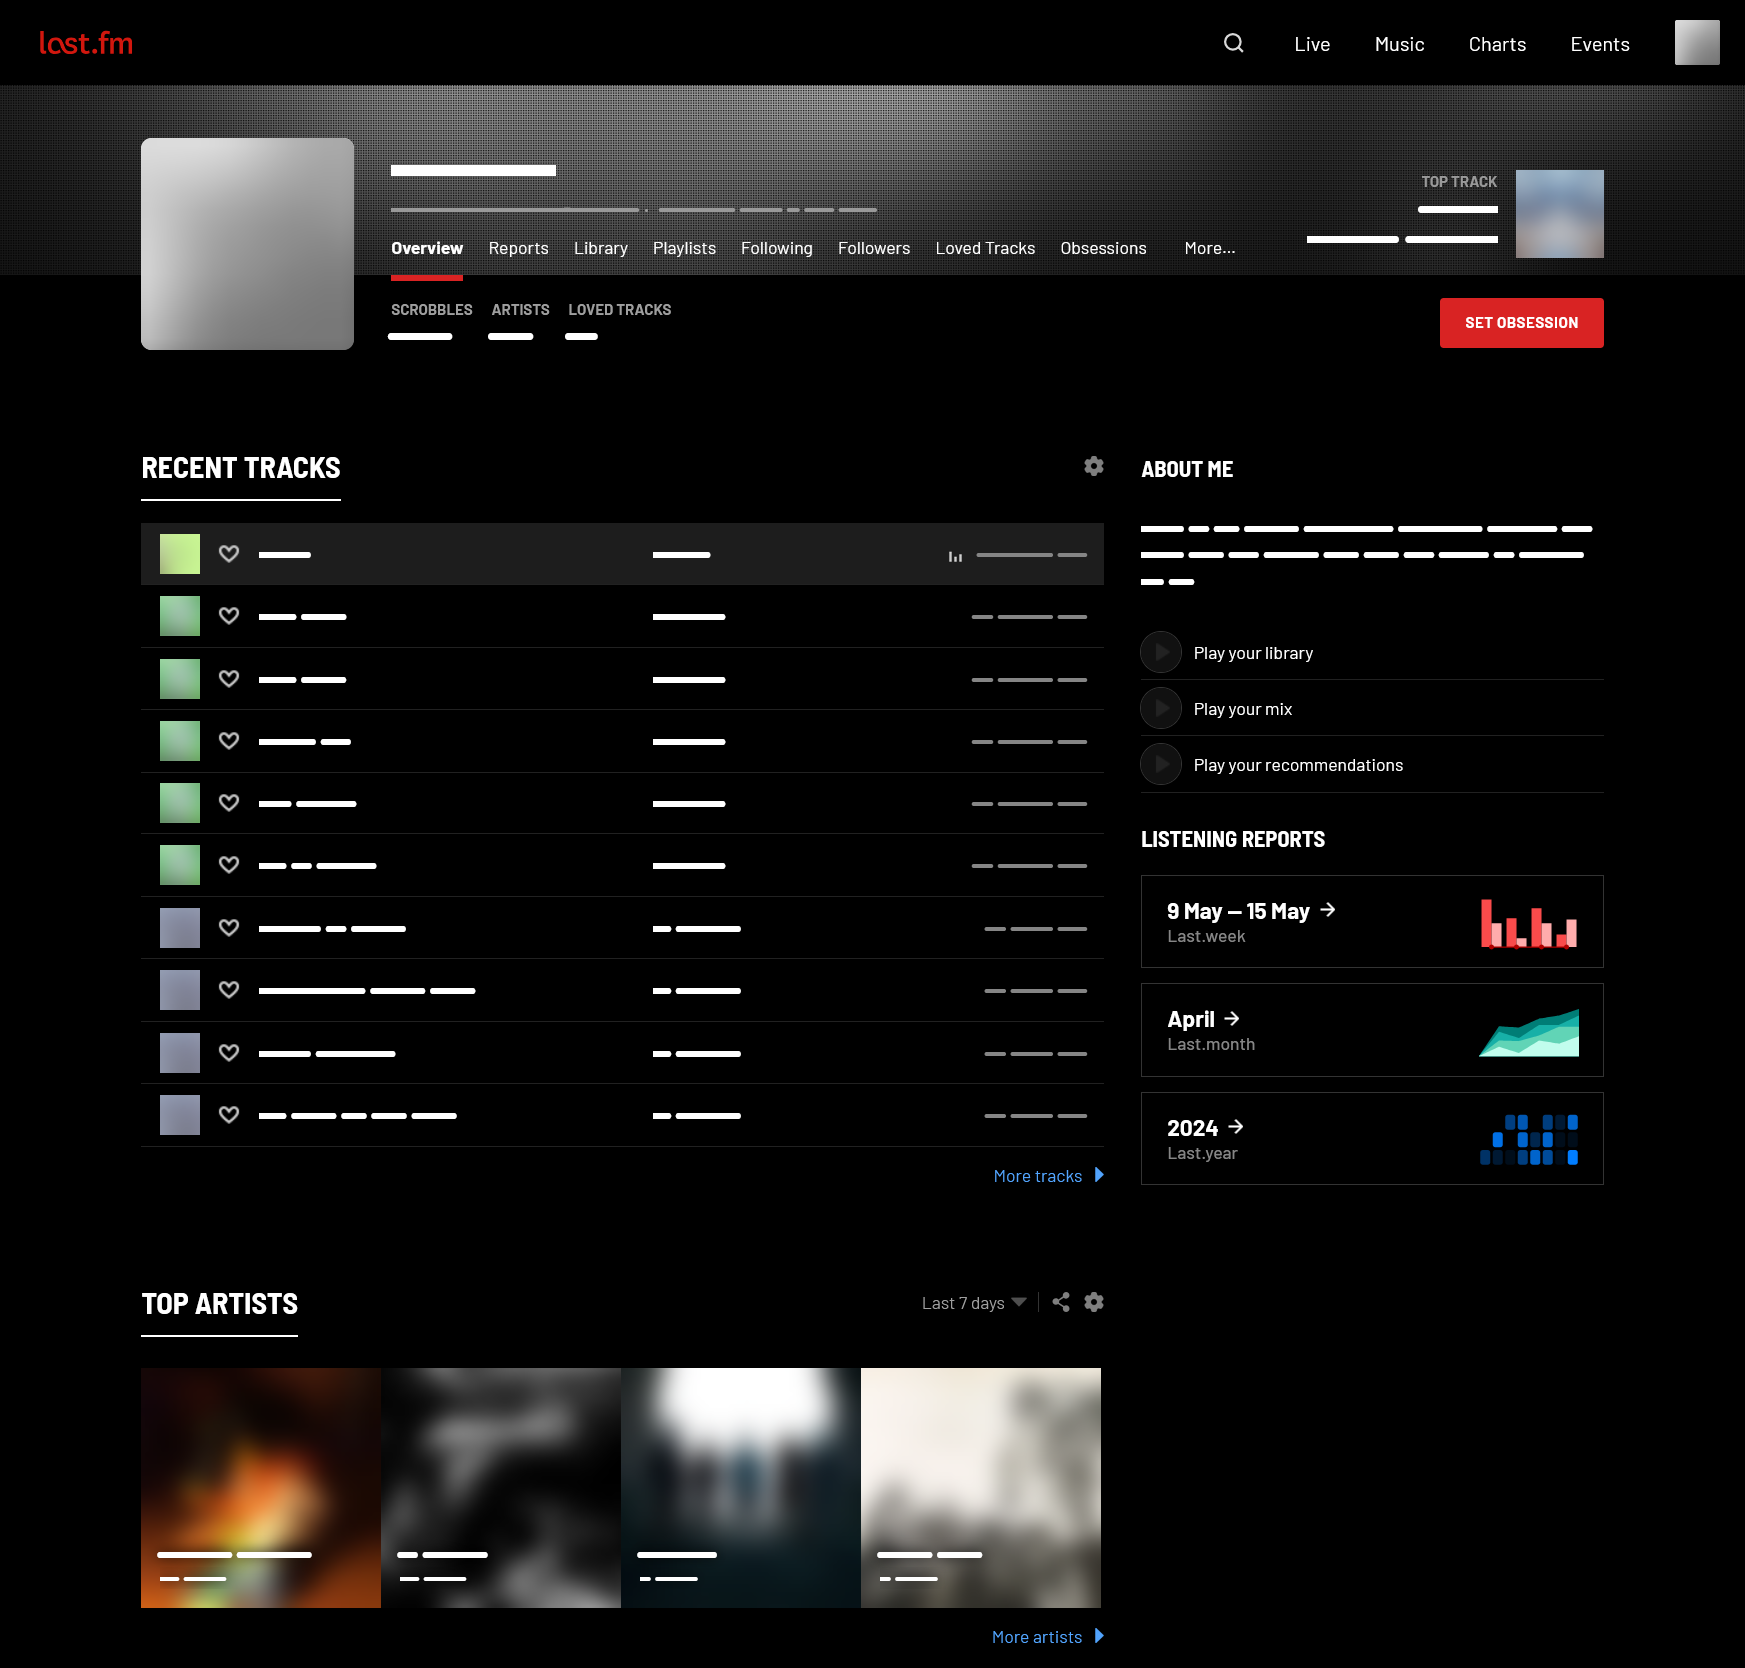 last.fm
Live Music Charts Events
TOP TRACK
Overview Reports Library Playlists Following Followers Loved Tracks Obsessions More...
SCROBBLES ARTISTS LOVED TRACKS
SET OBSESSION
RECENT TRACKS
More tracks
ABOUT ME
Play your library
Play your mix
Play your recommendations
LISTENING REPORTS
9 May — 15 May
Last.week
April
Last.month
2024
Last.year
TOP ARTISTS
Last 7 days
More artists